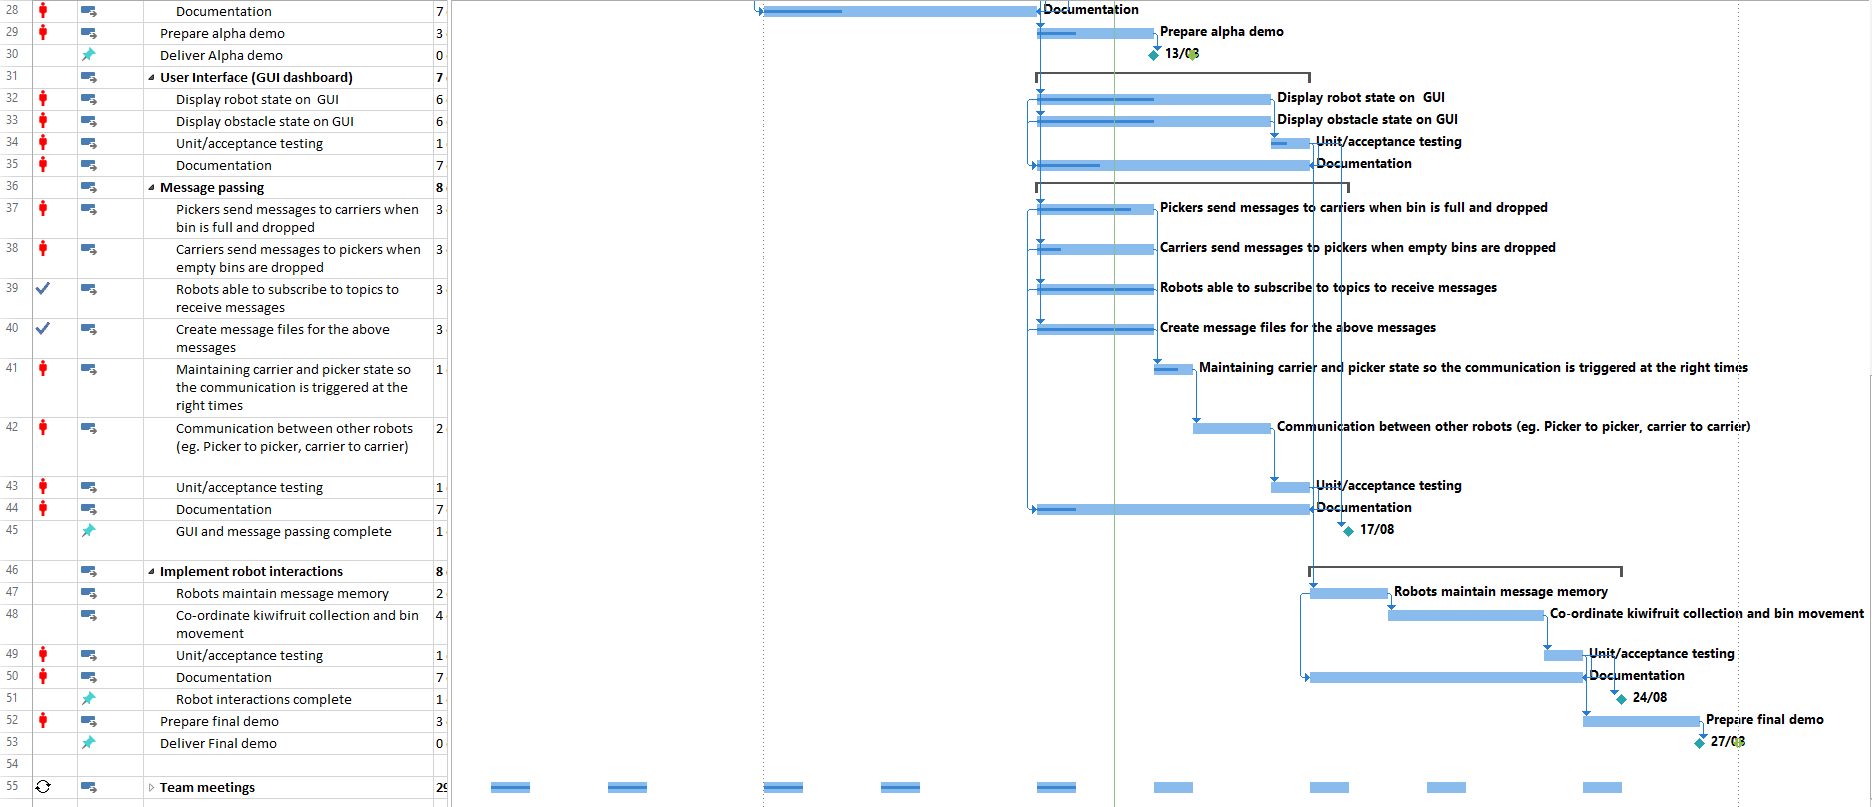 28 Documentation 7 Documentation
29 Prepare alpha demo 3 Prepare alpha demo
30 Deliver Alpha demo 0 13/08
31 User Interface (GUI dashboard) 7
32 Display robot state on GUI 6 Display robot state on GUI
33 Display obstacle state on GUI 6 Display obstacle state on GUI
34 Unit/acceptance testing 1 Unit/acceptance testing
35 Documentation 7 Documentation
36 Message passing 8
37 Pickers send messages to carriers when 3 Pickers send messages to carriers when bin is full and dropped
bin is full and dropped
38 Carriers send messages to pickers when 3 Carriers send messages to pickers when empty bins are dropped
empty bins are dropped
39 Robots able to subscribe to topics to 3 Robots able to subscribe to topics to receive messages
receive messages
40 Create message files for the above 3 Create message files for the above messages
messages
41 Maintaining carrier and picker state so 1 Maintaining carrier and picker state so the communication is triggered at the right times
the communication is triggered at the
right times
42 Communication between other robots 2 Communication between other robots (eg. Picker to picker, carrier to carrier)
(eg. Picker to picker, carrier to carrier)
43 Unit/acceptance testing 1 Unit/acceptance testing
44 Documentation 7 Documentation
45 GUI and message passing complete 1 17/08
46 Implement robot interactions 8
47 Robots maintain message memory 2 Robots maintain message memory
48 Co-ordinate kiwifruit collection and bin 4 Co-ordinate kiwifruit collection and bin movement
movement
49 Unit/acceptance testing 1 Unit/acceptance testing
50 Documentation 7 Documentation
51 Robot interactions complete 1 24/08
52 Prepare final demo 3 Prepare final demo
53 Deliver Final demo 0 27/08
54
55 Team meetings 29